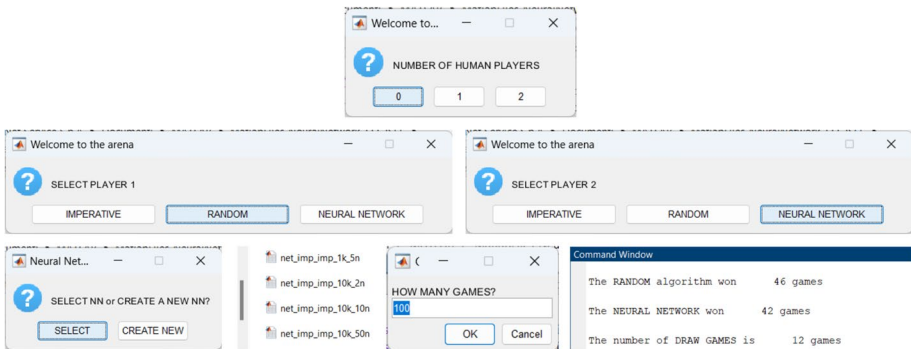 Welcome to...
NUMBER OF HUMAN PLAYERS
0 1 2
Welcome to the arena
SELECT PLAYER 1
IMPERATIVE RANDOM NEURAL NETWORK
Welcome to the arena
SELECT PLAYER 2
IMPERATIVE RANDOM NEURAL NETWORK
Neural Net...
SELECT NN or CREATE A NEW NN?
SELECT CREATE NEW
net_imp_imp_1k_5n
net_imp_imp_10k_2n
net_imp_imp_10k_10n
net_imp_imp_10k_50n
HOW MANY GAMES?
100
OK Cancel
Command Window
The RANDOM algorithm won 46 games
The NEURAL NETWORK won 42 games
The number of DRAW GAMES is 12 games